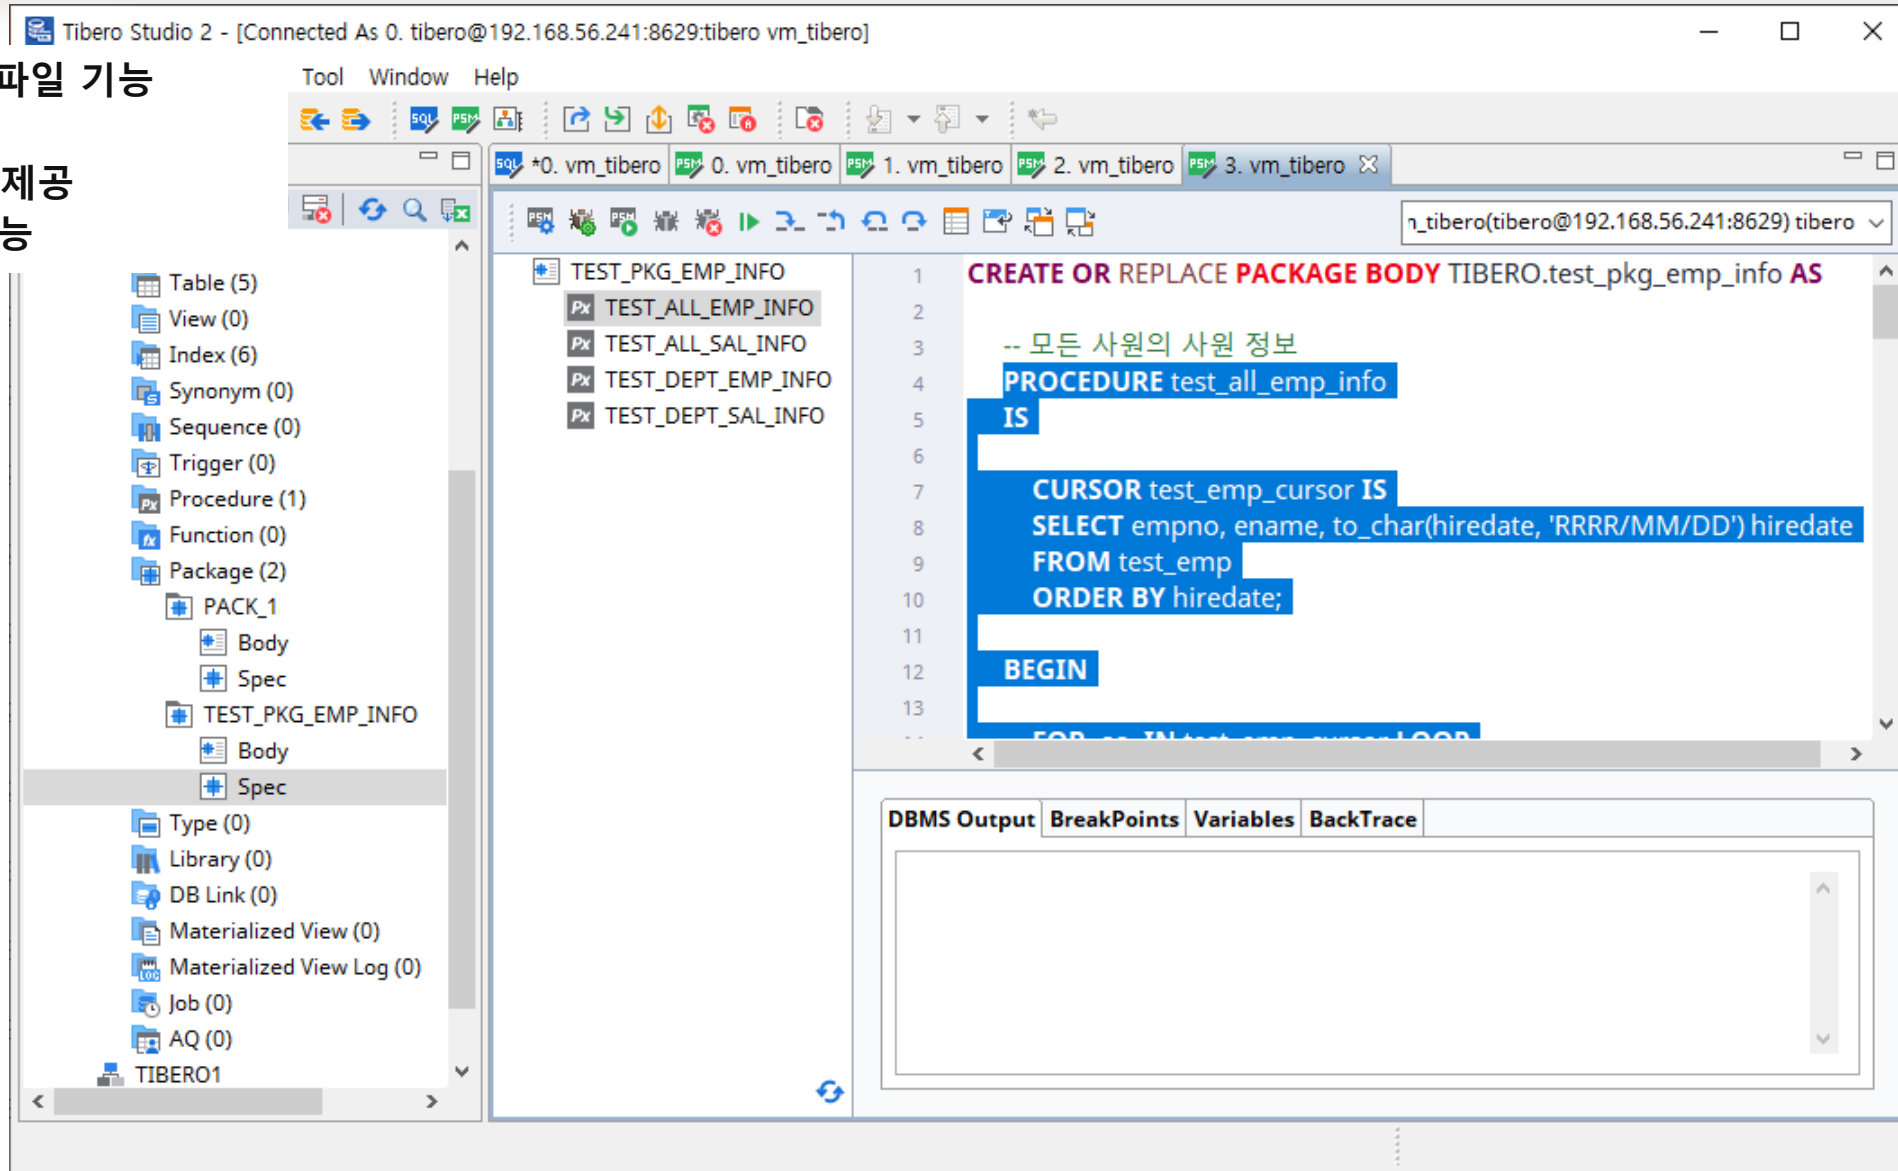 Tibero Studio 2 - [Connected As 0. tibero@192.168.56.241:8629:tibero vm_tibero]
파일 기능
제공
능
Tool Window Help
*0. vm_tibero 0. vm_tibero 1. vm_tibero 2. vm_tibero 3. vm_tibero
_tibero(tibero@192.168.56.241:8629) tibero
Table (5)
View (0)
Index (6)
Synonym (0)
Sequence (0)
Trigger (0)
Procedure (1)
Function (0)
Package (2)
PACK_1
Body
Spec
TEST_PKG_EMP_INFO
Body
Spec
Type (0)
Library (0)
DB Link (0)
Materialized View (0)
Materialized View Log (0)
Job (0)
AQ (0)
TIBERO1
TEST_PKG_EMP_INFO
TEST_ALL_EMP_INFO
TEST_ALL_SAL_INFO
TEST_DEPT_EMP_INFO
TEST_DEPT_SAL_INFO
1 CREATE OR REPLACE PACKAGE BODY TIBERO.test_pkg_emp_info AS
2
3 -- 모든 사원의 사원 정보
4 PROCEDURE test_all_emp_info
5 IS
6
7 CURSOR test_emp_cursor IS
8 SELECT empno, ename, to_char(hiredate, 'RRRR/MM/DD') hiredate
9 FROM test_emp
10 ORDER BY hiredate;
11
12 BEGIN
13
IN test_emp_cursor LOOP
DBMS Output BreakPoints Variables BackTrace